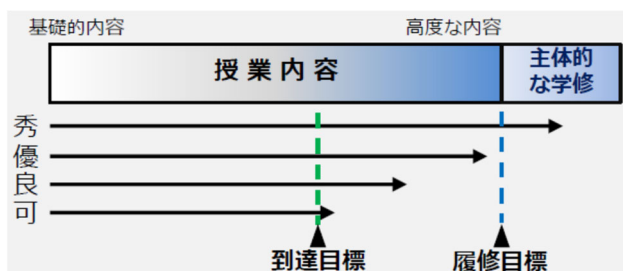 基礎的内容
高度な内容
授業内容
主体的
な学修
秀
優
良
可
到達目標
履修目標